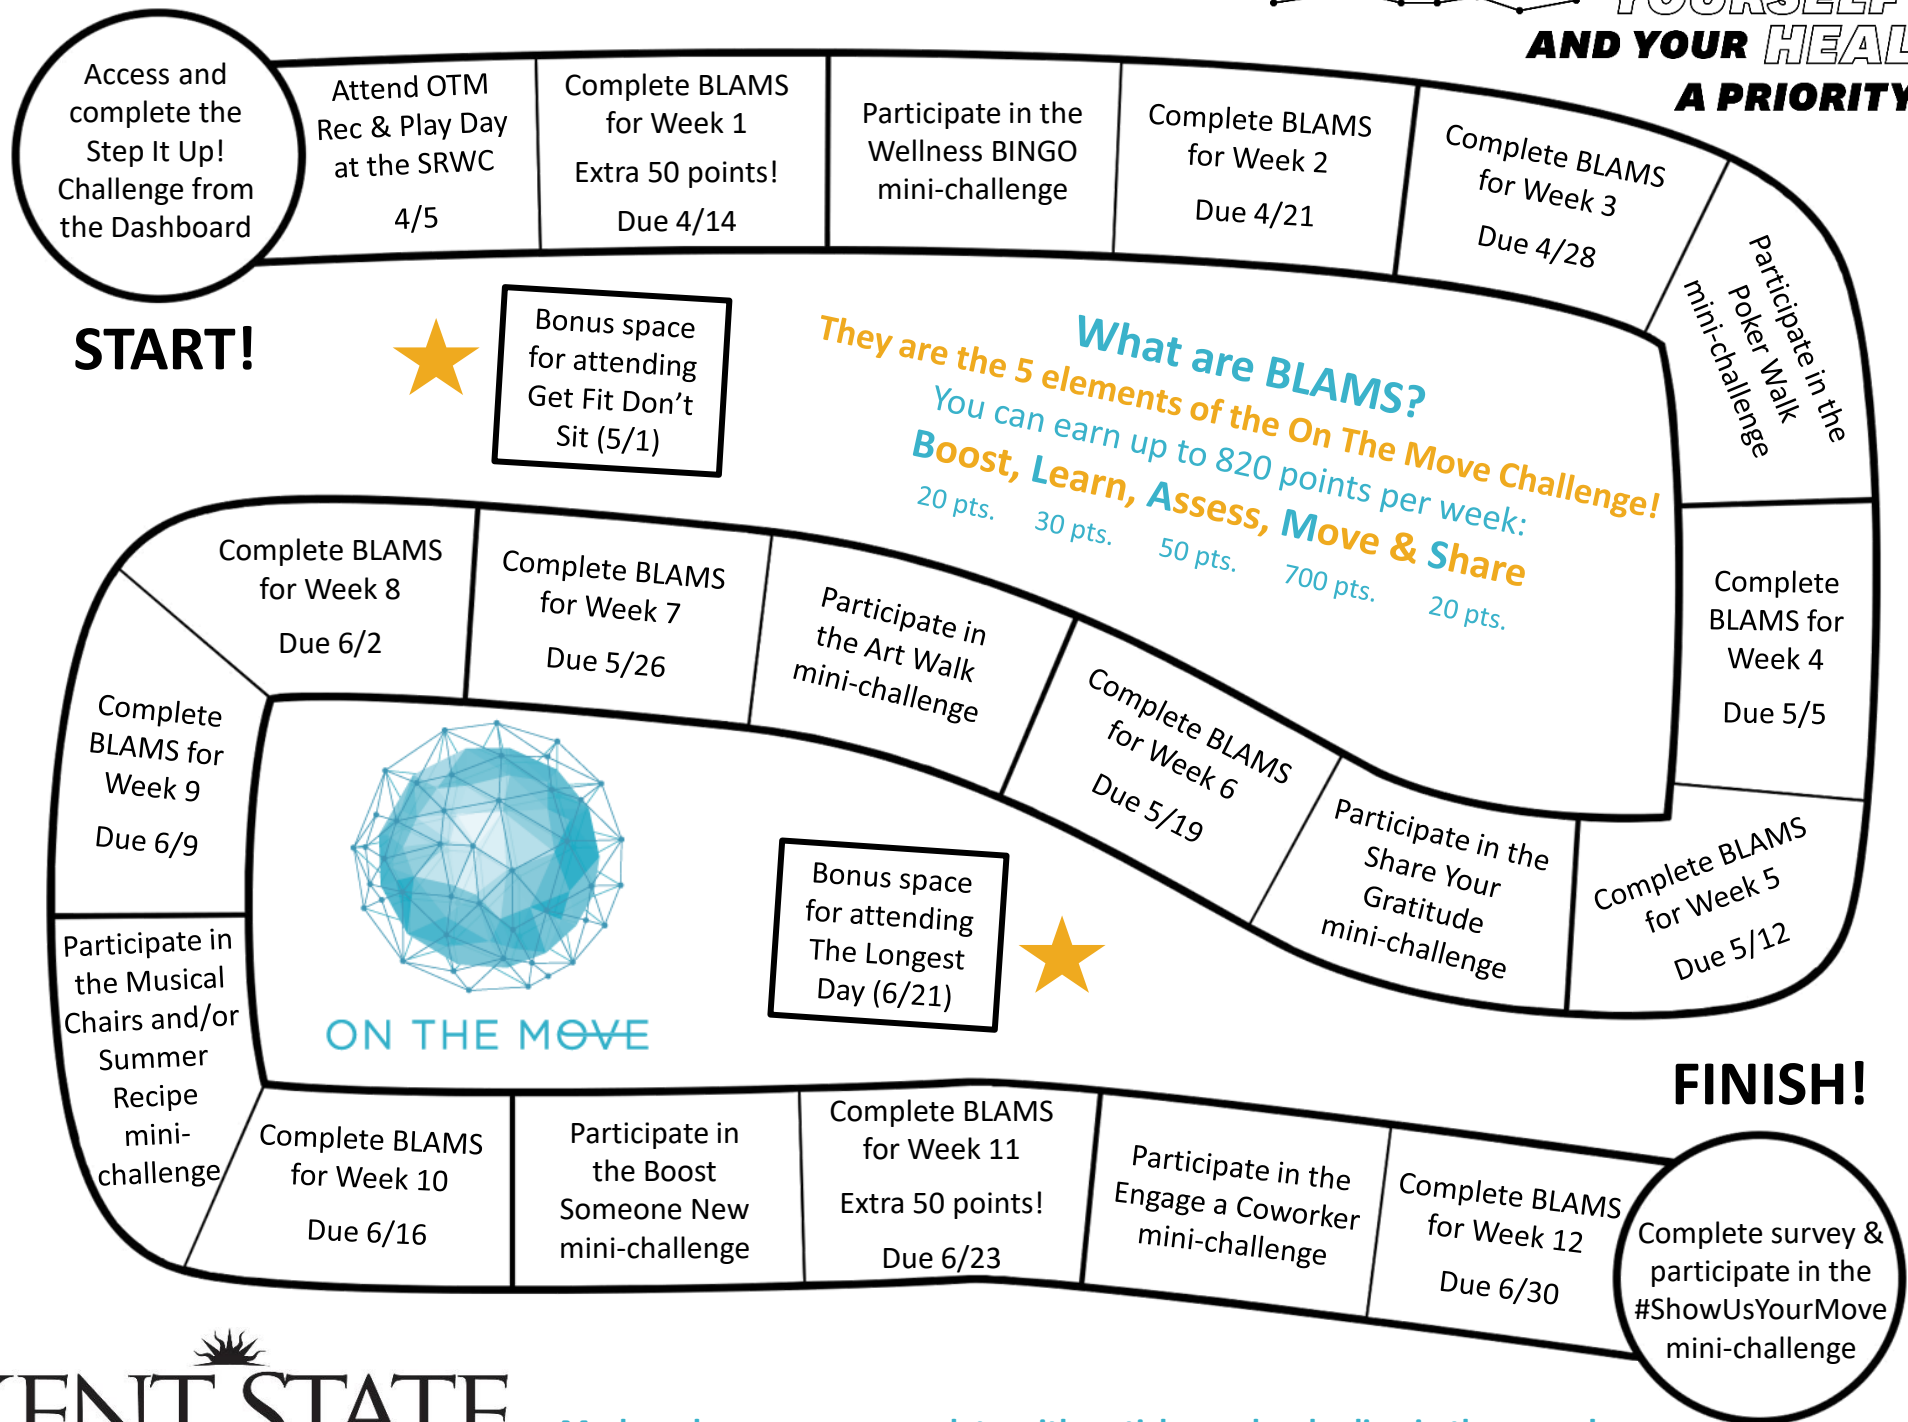 YOURSELF
AND YOUR HEAL
A PRIORITY
Access and
complete the
Step It Up!
Challenge from
the Dashboard
START!
Attend OTM
Rec & Play Day
at the SRWC
4/5
Complete BLAMS
for Week 1
Extra 50 points!
Due 4/14
Participate in the
Wellness BINGO
mini-challenge
Complete BLAMS
for Week 2
Due 4/21
Complete BLAMS
for Week 3
Due 4/28
Participate in the
Poker Walk
mini-challenge
Complete
BLAMS for
Week 4
Due 5/5
Complete BLAMS
for Week 5
Due 5/12
Participate in the
Share Your
Gratitude
mini-challenge
Complete BLAMS
for Week 6
Due 5/19
Participate in
the Art Walk
mini-challenge
Complete BLAMS
for Week 7
Due 5/26
Complete BLAMS
for Week 8
Due 6/2
Complete
BLAMS for
Week 9
Due 6/9
Participate in
the Musical
Chairs and/or
Summer
Recipe
mini-
challenge
Complete BLAMS
for Week 10
Due 6/16
Participate in
the Boost
Someone New
mini-challenge
Complete BLAMS
for Week 11
Extra 50 points!
Due 6/23
Participate in the
Engage a Coworker
mini-challenge
Complete BLAMS
for Week 12
Due 6/30
FINISH!
Complete survey &
participate in the
#ShowUsYourMove
mini-challenge
Bonus space
for attending
Get Fit Don't
Sit (5/1)
What are BLAMS?
They are the 5 elements of the On The Move Challenge!
You can earn up to 820 points per week:
Boost, Learn, Assess, Move & Share
20 pts. 30 pts. 50 pts. 700 pts. 20 pts.
ON THE MOVE
Bonus space
for attending
The Longest
Day (6/21)
KENT STATE